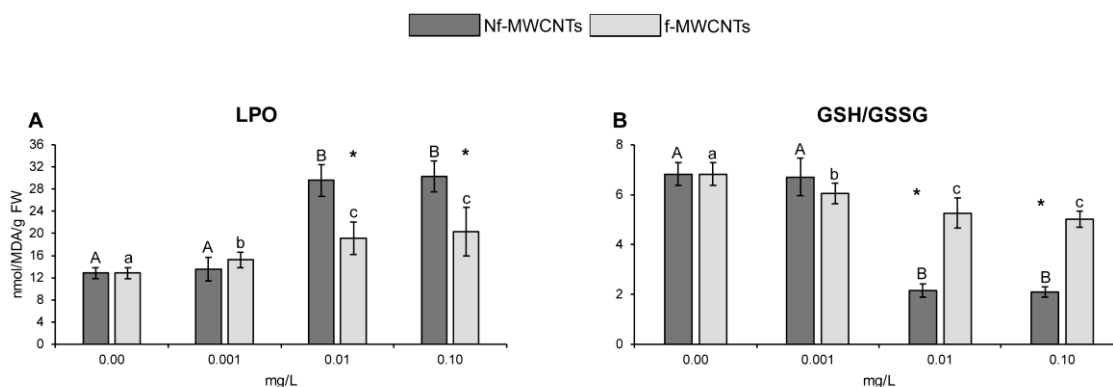 Nf-MWCNTs f-MWCNTs
A LPO
nmol/MDA/g FW
36
32
28
24
20
16
12
8
4
0
A a A b B * c B * c
0.00 0.001 0.01 0.10
mg/L
B GSH/GSSG
8
6
4
2
0
A a A b * B c * B c
0.00 0.001 0.01 0.10
mg/L